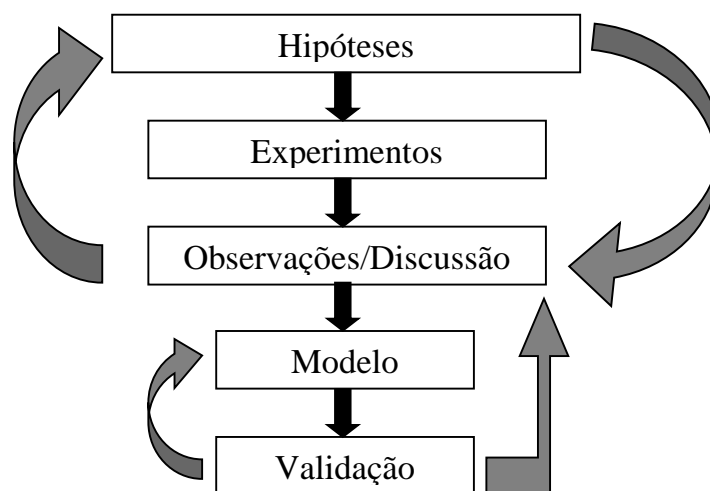 Hipóteses
Experimentos
Observações/Discussão
Modelo
Validação